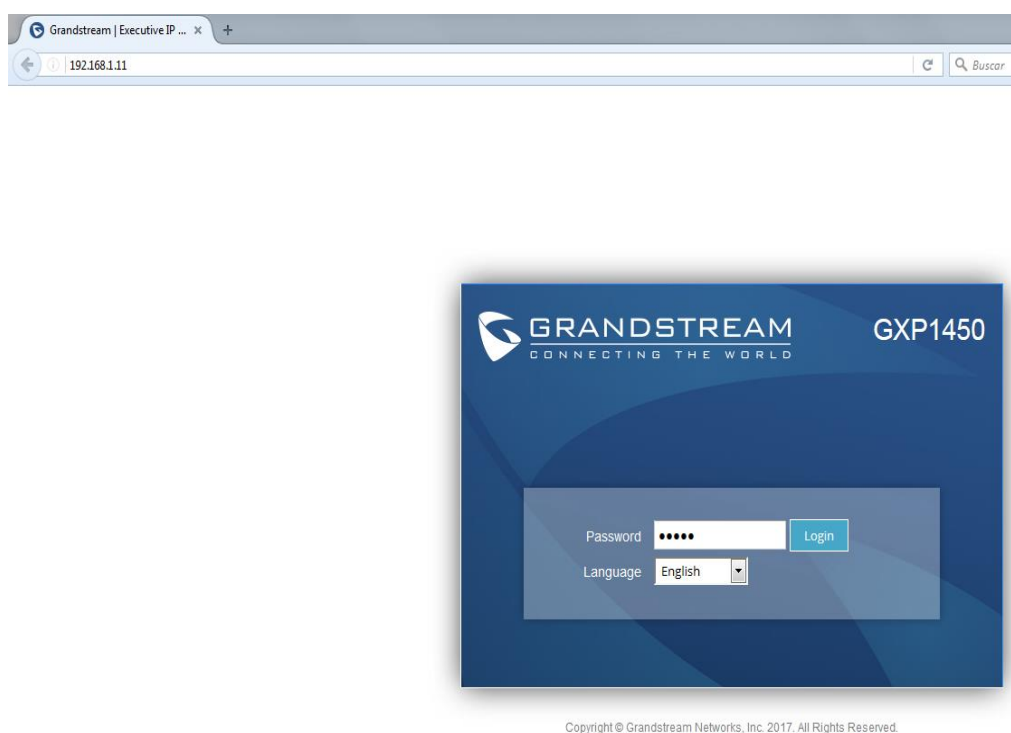 Grandstream | Executive IP ... × +
192.168.1.11
Buscar
GRANDSTREAM
CONNECTING THE WORLD
GXP1450
Password ••••• Login
Language English
Copyright © Grandstream Networks, Inc. 2017. All Rights Reserved.